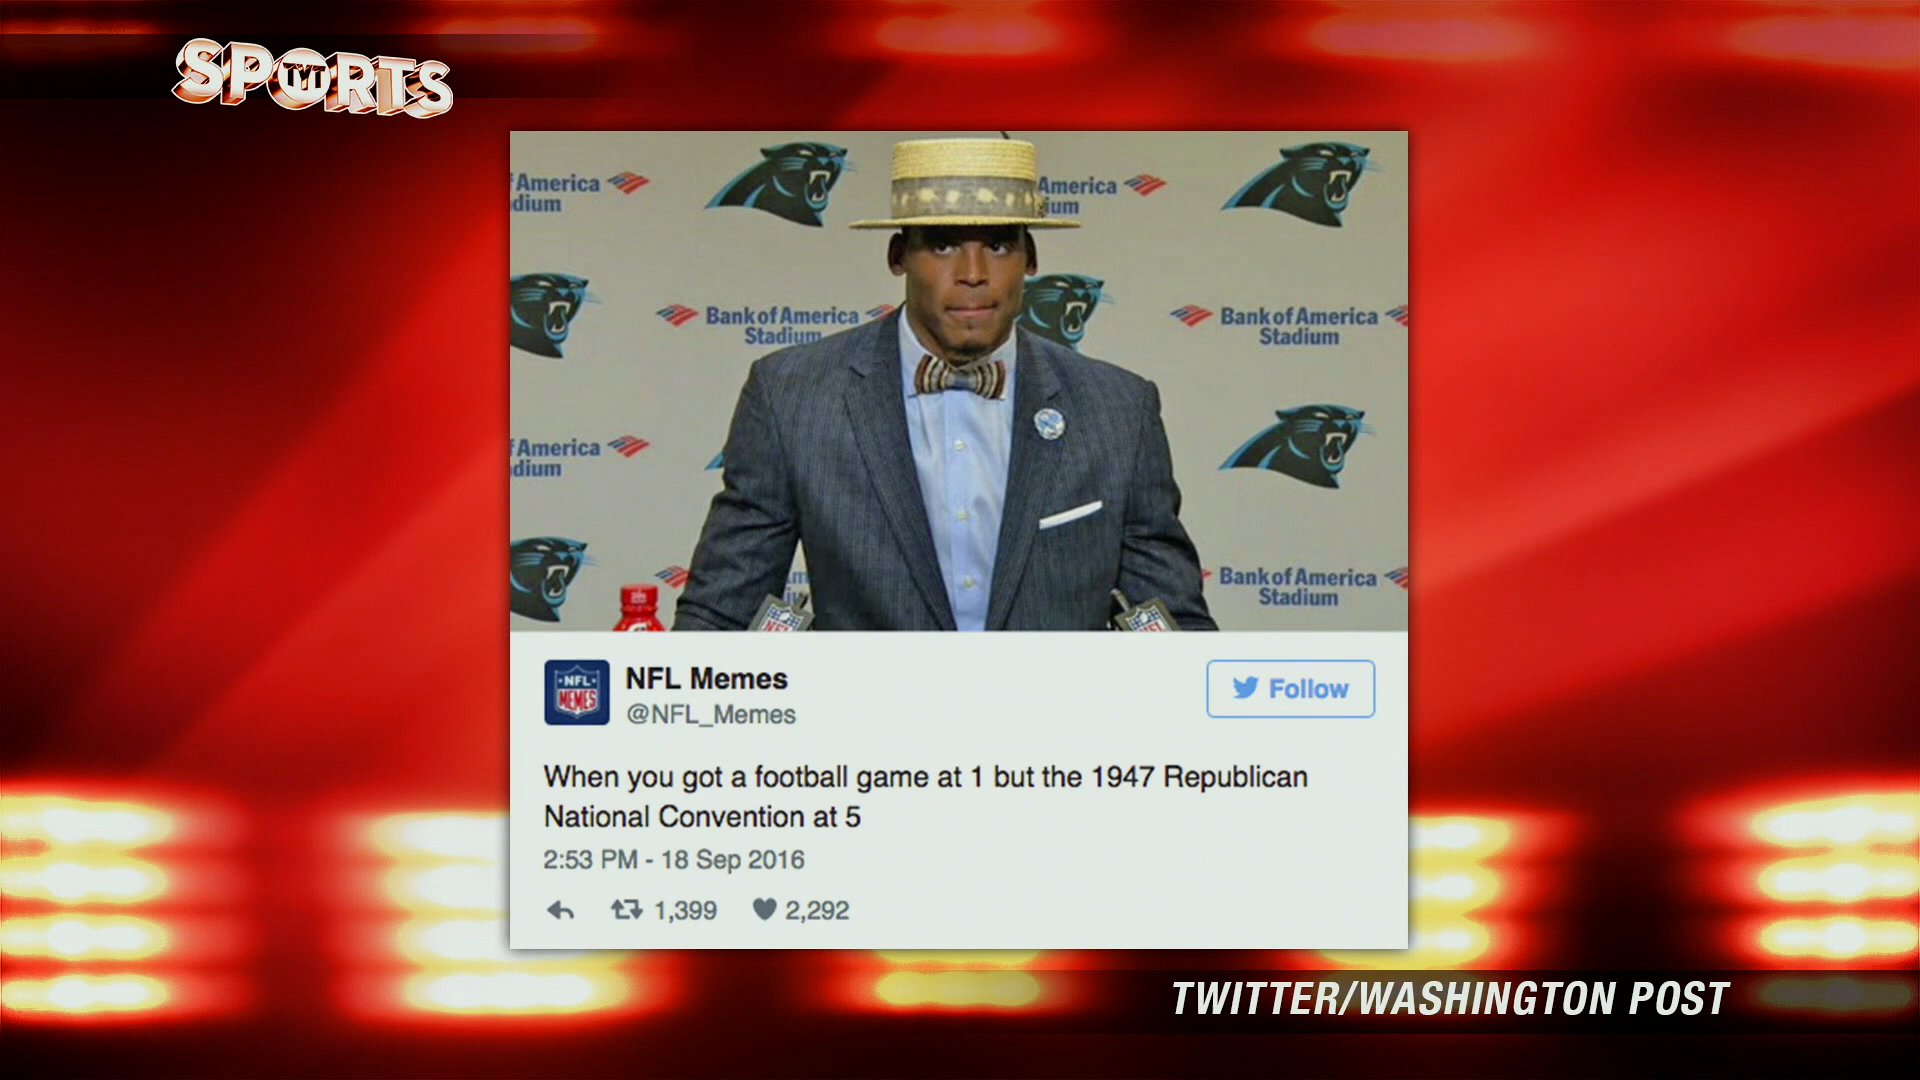 SPORTS
TYT
f America
dium
America
ium
Bank of America
Stadium
Bank of America
Stadium
f America
dium
Bank of America
Stadium
NFL
NFL
NFL
MEMES
NFL Memes
@NFL_Memes
Follow
When you got a football game at 1 but the 1947 Republican
National Convention at 5
2:53 PM - 18 Sep 2016
1,399 2,292
TWITTER/WASHINGTON POST